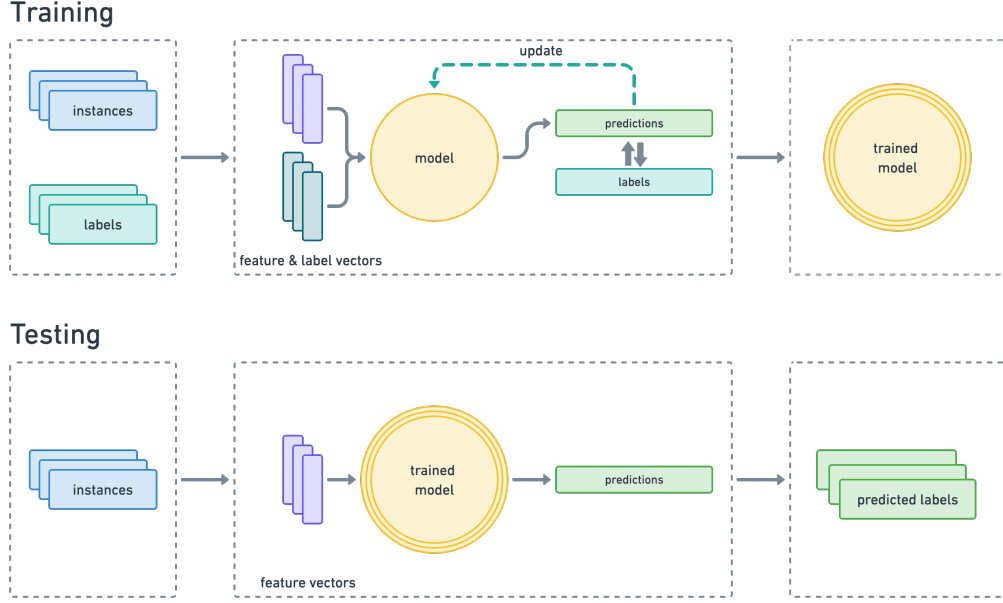 Training
update
instances
predictions
model
trained
model
labels
labels
feature & label vectors
Testing
instances
trained
model
predictions
predicted labels
feature vectors